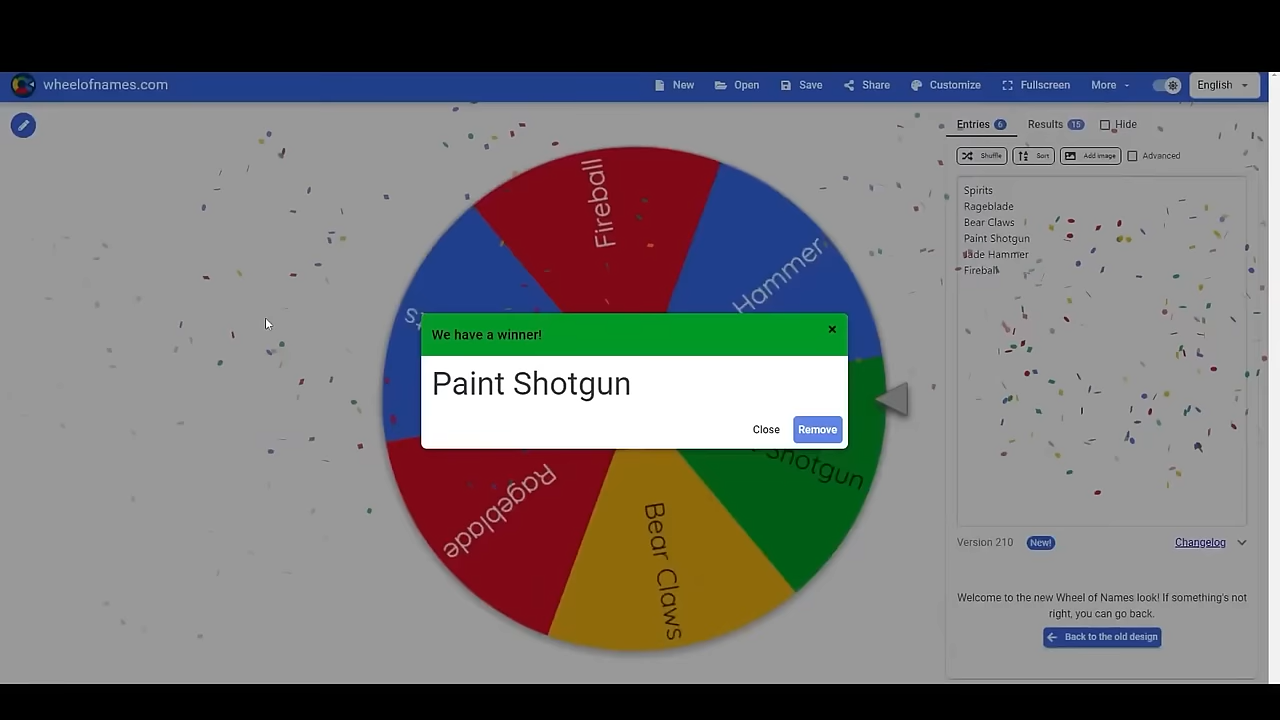 wheelofnames.com
New
Open
Save
Share
Customize
Fullscreen
More
English
Entries 6
Results 15
Hide
Shuffle
Sort
Add image
Advanced
Spirits
Rageblade
Bear Claws
Paint Shotgun
Jade Hammer
Fireball
Fireball
Hammer
ts
We have a winner!
×
Paint Shotgun
Close
Remove
Shotgun
Rageblade
Bear Claws
Version 210
New!
Changelog
Welcome to the new Wheel of Names look! If something's not
right, you can go back.
Back to the old design